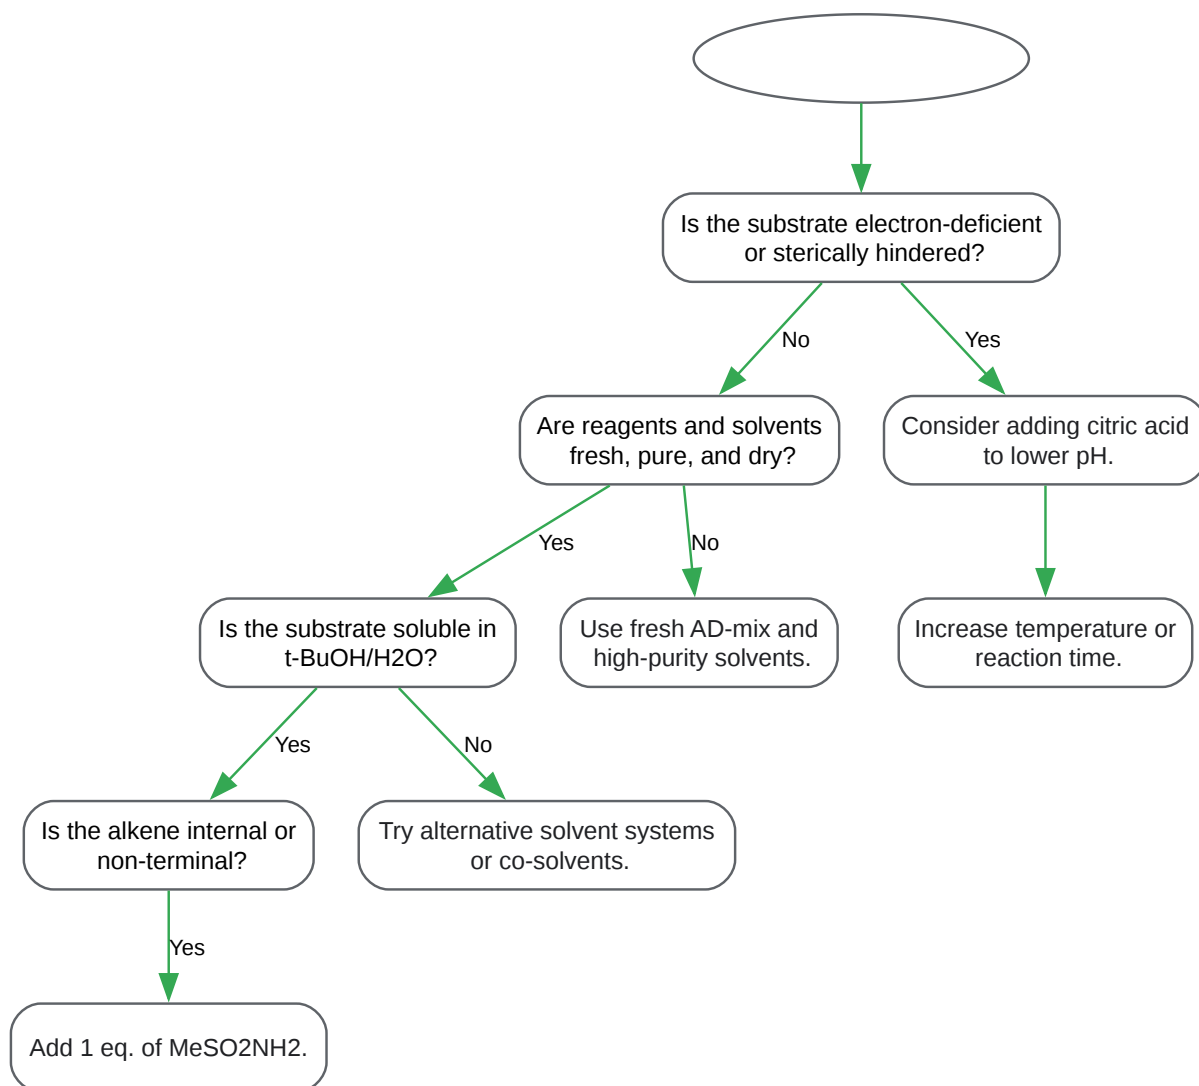 Is the substrate electron-deficient
or sterically hindered?
No
Yes
Are reagents and solvents
fresh, pure, and dry?
Consider adding citric acid
to lower pH.
Yes
No
Is the substrate soluble in
t-BuOH/H2O?
Use fresh AD-mix and
high-purity solvents.
Increase temperature or
reaction time.
Yes
No
Is the alkene internal or
non-terminal?
Try alternative solvent systems
or co-solvents.
Yes
Add 1 eq. of MeSO2NH2.